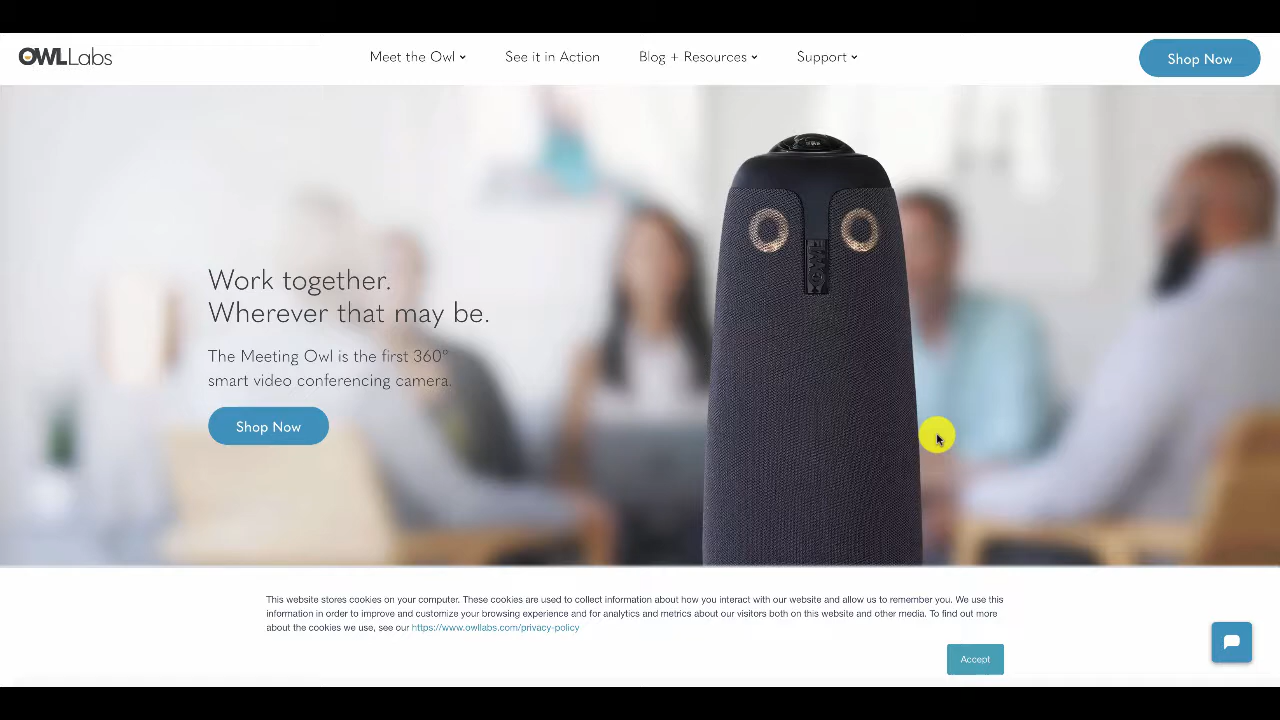 OWLLabs
Meet the Owl
See it in Action
Blog + Resources
Support
Shop Now
Work together.
Wherever that may be.
The Meeting Owl is the first 360°
smart video conferencing camera.
Shop Now
This website stores cookies on your computer. These cookies are used to collect information about how you interact with our website and allow us to remember you. We use this
information in order to improve and customize your browsing experience and for analytics and metrics about our visitors both on this website and other media. To find out more
about the cookies we use, see our https://www.owllabs.com/privacy-policy
Accept